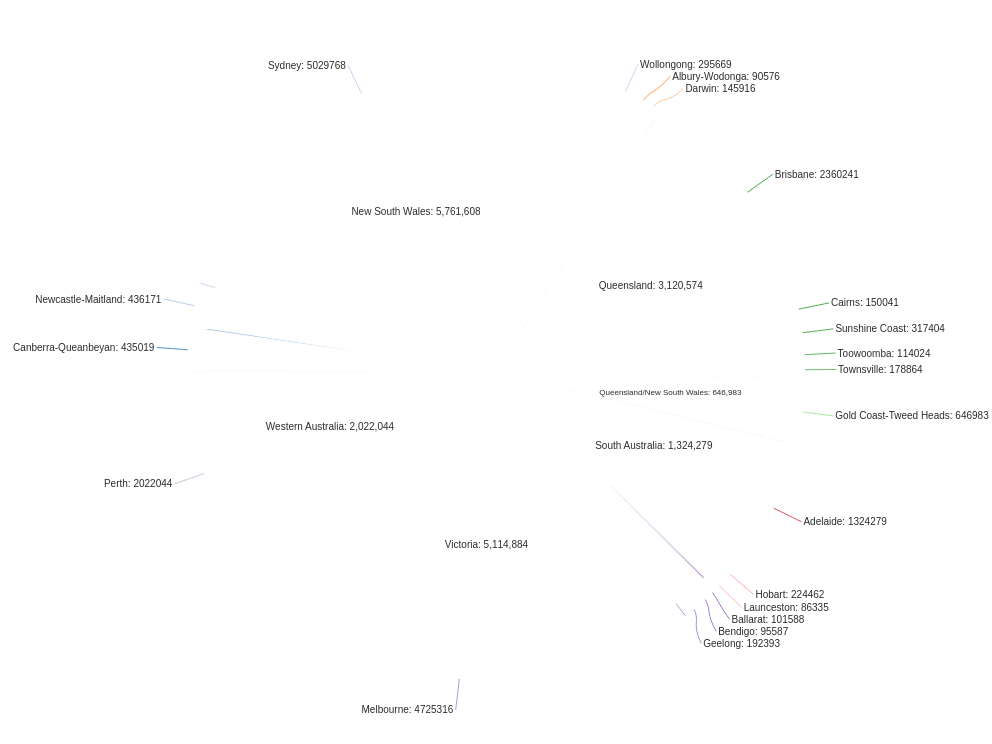 Wollongong: 295669
Sydney: 5029768
Albury-Wodonga: 90576
Darwin: 145916
Brisbane: 2360241
New South Wales: 5,761,608
Queensland: 3,120,574
Newcastle-Maitland: 436171
Cairns: 150041
Sunshine Coast: 317404
Canberra-Queanbeyan: 435019
Toowoomba: 114024
Townsville: 178864
Queensland/New South Wales: 646,983
Gold Coast-Tweed Heads: 646983
Western Australia: 2,022,044
South Australia: 1,324,279
Perth: 2022044
Adelaide: 1324279
Victoria: 5,114,884
Hobart: 224462
Launceston: 86335
Ballarat: 101588
Bendigo: 95587
Geelong: 192393
Melbourne: 4725316